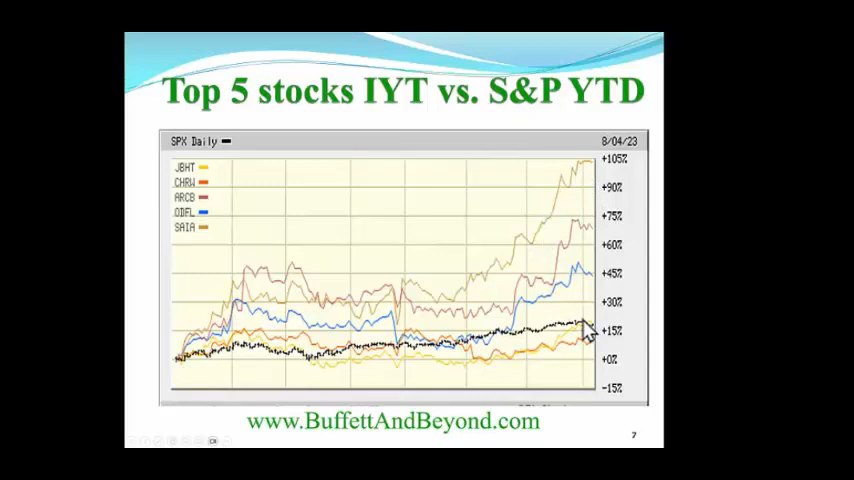 Top 5 stocks IYT vs. S&P YTD
SPX Daily
8/04/23
JBHT
CHRW
ARCB
ODFL
SAIA
+105%
+90%
+75%
+60%
+45%
+30%
+15%
+0%
-15%
www.BuffettAndBeyond.com
7